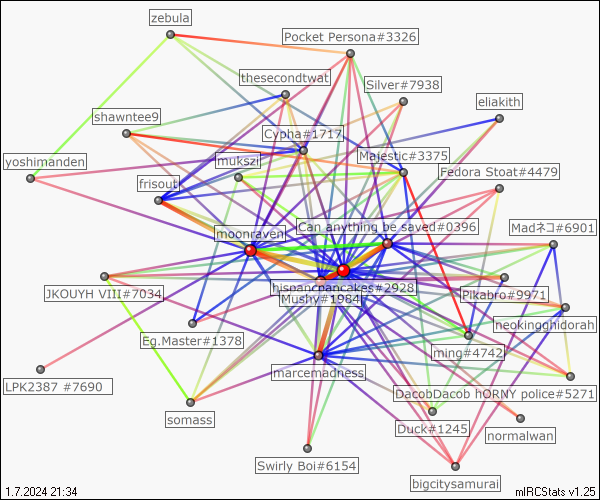 zebula
Pocket Persona#3326
thesecondtwat
Silver#7938
eliakith
shawntee9
Cypha#1717
Majestic#3375
mukszi
Fedora Stoat#4479
yoshimanden
frisout
moonraven
Can anything be saved#0396
Madネコ#6901
hispancpancakes#2928
Mushy#1984
JKOUYH VIII#7034
Pikabro#9971
neokingghidorah
Eg.Master#1378
ming#4742
marcemadness
LPK2387 #7690
DacobDacob hORNY police#5271
somass
Duck#1245
normalwan
Swirly Boi#6154
bigcitysamurai
1.7.2024 21:34
mIRCStats v1.25